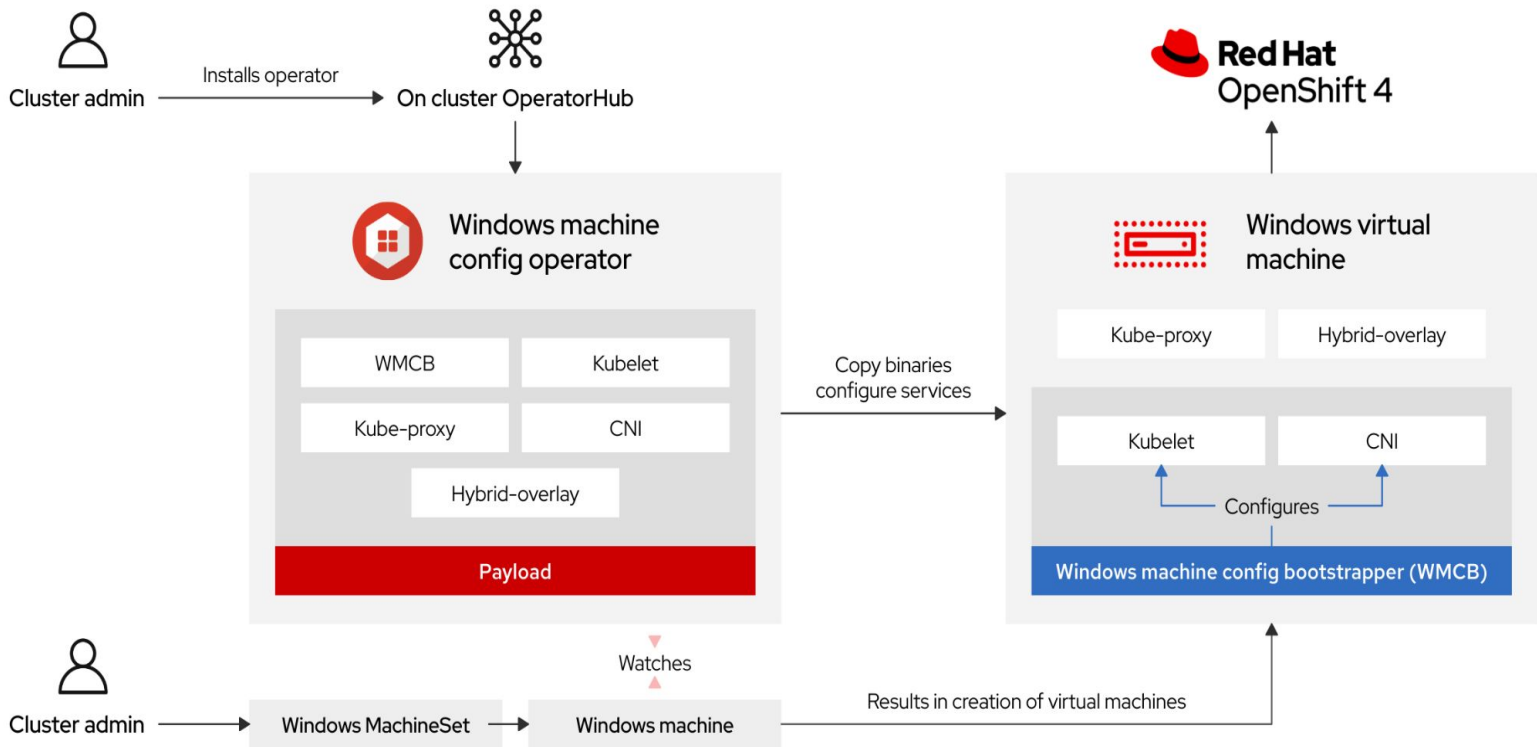 Cluster admin
Installs operator
On cluster OperatorHub
Red Hat
OpenShift 4
Windows machine
config operator
WMCB
Kubelet
Kube-proxy
CNI
Hybrid-overlay
Payload
Copy binaries
configure services
Windows virtual
machine
Kube-proxy
Hybrid-overlay
Kubelet
CNI
Configures
Windows machine config bootstrapper (WMCB)
Watches
Cluster admin
Windows MachineSet
Windows machine
Results in creation of virtual machines